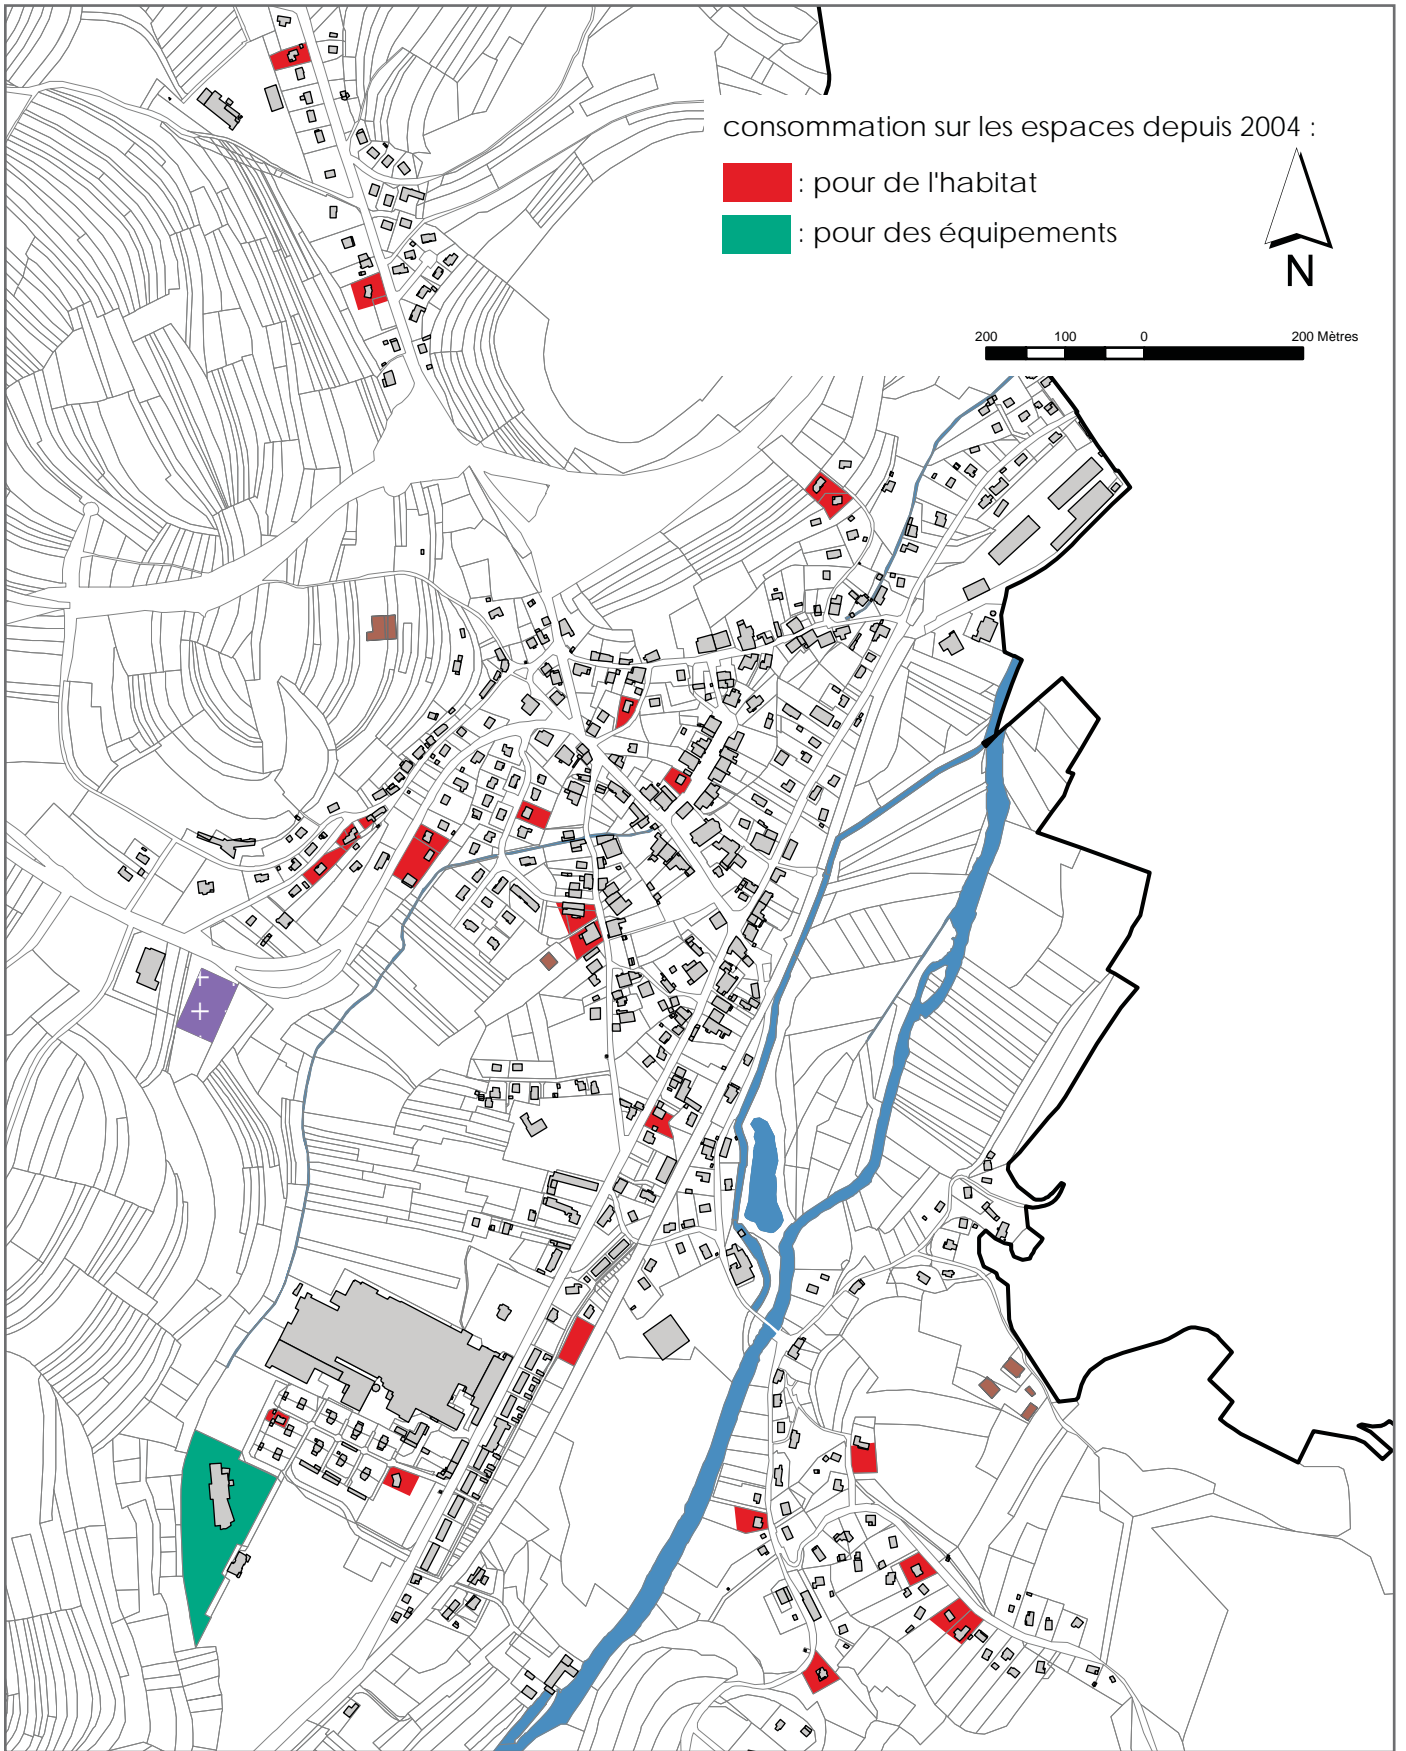 consommation sur les espaces depuis 2004 :
: pour de l'habitat
: pour des équipements
N
200 100 0 200 Mètres